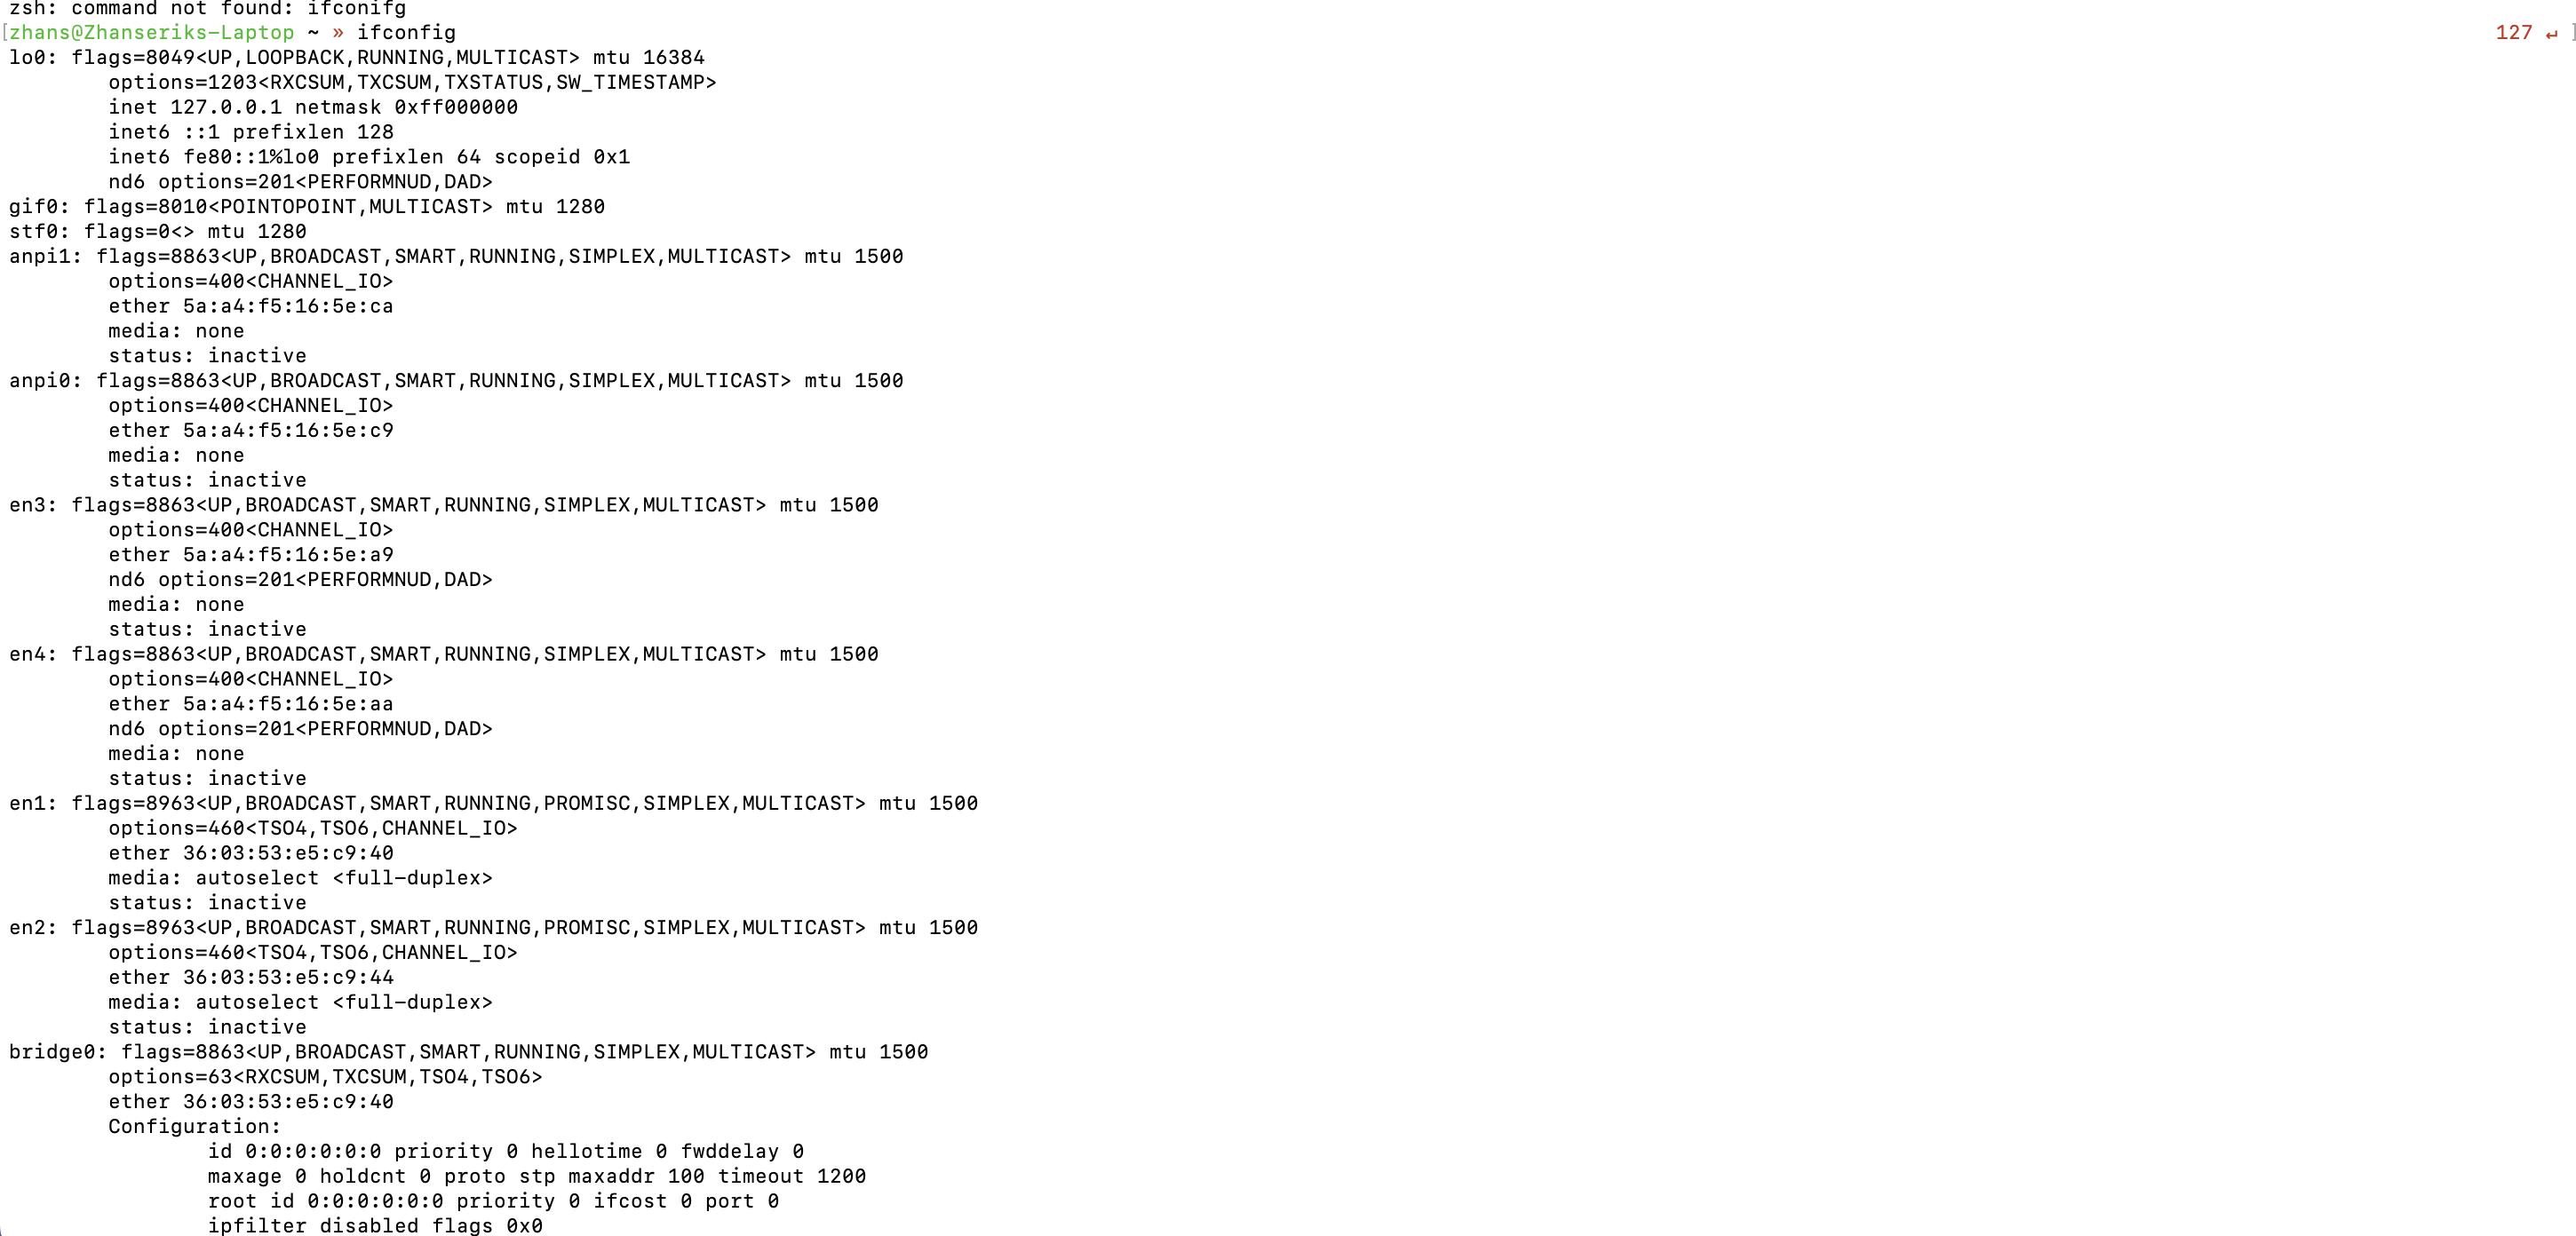 zsh: command not found: ifconifg
[zhans@Zhanseriks-Laptop ~ » ifconfig 127 ↵ ]
lo0: flags=8049<UP,LOOPBACK,RUNNING,MULTICAST> mtu 16384
options=1203<RXCSUM,TXCSUM,TXSTATUS,SW_TIMESTAMP>
inet 127.0.0.1 netmask 0xff000000
inet6 ::1 prefixlen 128
inet6 fe80::1%lo0 prefixlen 64 scopeid 0x1
nd6 options=201<PERFORMNUD,DAD>
gif0: flags=8010<POINTOPOINT,MULTICAST> mtu 1280
stf0: flags=0<> mtu 1280
anpi1: flags=8863<UP,BROADCAST,SMART,RUNNING,SIMPLEX,MULTICAST> mtu 1500
options=400<CHANNEL_IO>
ether 5a:a4:f5:16:5e:ca
media: none
status: inactive
anpi0: flags=8863<UP,BROADCAST,SMART,RUNNING,SIMPLEX,MULTICAST> mtu 1500
options=400<CHANNEL_IO>
ether 5a:a4:f5:16:5e:c9
media: none
status: inactive
en3: flags=8863<UP,BROADCAST,SMART,RUNNING,SIMPLEX,MULTICAST> mtu 1500
options=400<CHANNEL_IO>
ether 5a:a4:f5:16:5e:a9
nd6 options=201<PERFORMNUD,DAD>
media: none
status: inactive
en4: flags=8863<UP,BROADCAST,SMART,RUNNING,SIMPLEX,MULTICAST> mtu 1500
options=400<CHANNEL_IO>
ether 5a:a4:f5:16:5e:aa
nd6 options=201<PERFORMNUD,DAD>
media: none
status: inactive
en1: flags=8963<UP,BROADCAST,SMART,RUNNING,PROMISC,SIMPLEX,MULTICAST> mtu 1500
options=460<TSO4,TSO6,CHANNEL_IO>
ether 36:03:53:e5:c9:40
media: autoselect <full-duplex>
status: inactive
en2: flags=8963<UP,BROADCAST,SMART,RUNNING,PROMISC,SIMPLEX,MULTICAST> mtu 1500
options=460<TSO4,TSO6,CHANNEL_IO>
ether 36:03:53:e5:c9:44
media: autoselect <full-duplex>
status: inactive
bridge0: flags=8863<UP,BROADCAST,SMART,RUNNING,SIMPLEX,MULTICAST> mtu 1500
options=63<RXCSUM,TXCSUM,TSO4,TSO6>
ether 36:03:53:e5:c9:40
Configuration:
id 0:0:0:0:0:0 priority 0 hellotime 0 fwddelay 0
maxage 0 holdcnt 0 proto stp maxaddr 100 timeout 1200
root id 0:0:0:0:0:0 priority 0 ifcost 0 port 0
ipfilter disabled flags 0x0